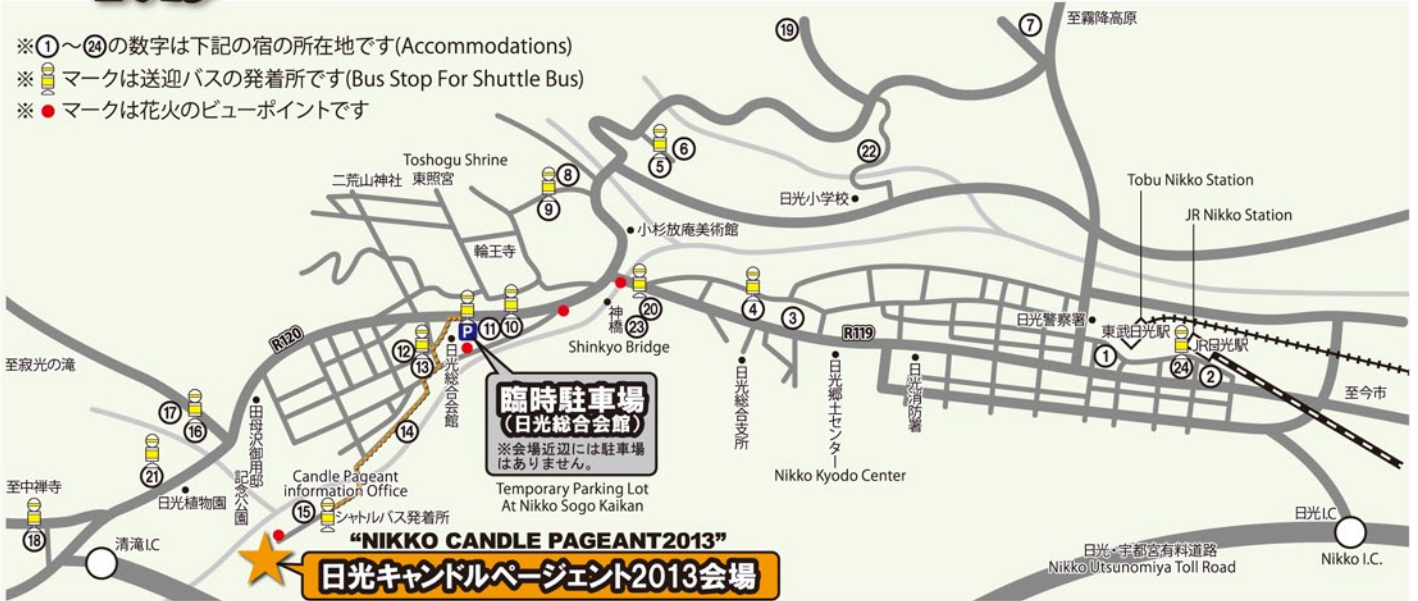 2013
※①~㉔の数字は下記の宿の所在地です(Accommodations)
※ マークは送迎バスの発着所です(Bus Stop For Shuttle Bus)
※ マークは花火のビューポイントです
⑲
⑦
至霧降高原
Toshogu Shrine
二荒山神社 東照宮
⑧
⑨
⑥
⑤
㉒
日光小学校
Tobu Nikko Station
JR Nikko Station
輪王寺
小杉放庵美術館
R120
P
⑪
⑩
⑫
⑬
日光総合会館
神橋
Shinkyo Bridge
⑳
㉓
④
③
R119
日光警察署
東武日光駅
JR日光駅
①
㉔
②
至寂光の滝
至今市
臨時駐車場
(日光総合会館)
※会場近辺には駐車場
はありません。
Temporary Parking Lot
At Nikko Sogo Kaikan
日光総合支所
日光郷土センター
Nikko Kyodo Center
日光消防署
⑰
⑯
⑭
㉑
田母沢御用邸
記念公園
日光植物園
至中禅寺
⑱
清滝I.C
Candle Pageant
information Office
⑮
シャトルバス発着所
“NIKKO CANDLE PAGEANT2013”
日光キャンドルページェント2013会場
日光・宇都宮有料道路
Nikko Utsunomiya Toll Road
日光I.C
Nikko I.C.